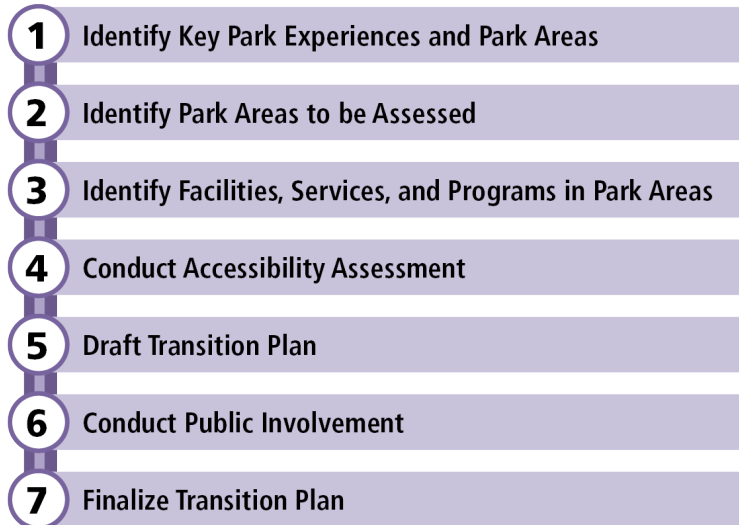 1 Identify Key Park Experiences and Park Areas
2 Identify Park Areas to be Assessed
3 Identify Facilities, Services, and Programs in Park Areas
4 Conduct Accessibility Assessment
5 Draft Transition Plan
6 Conduct Public Involvement
7 Finalize Transition Plan